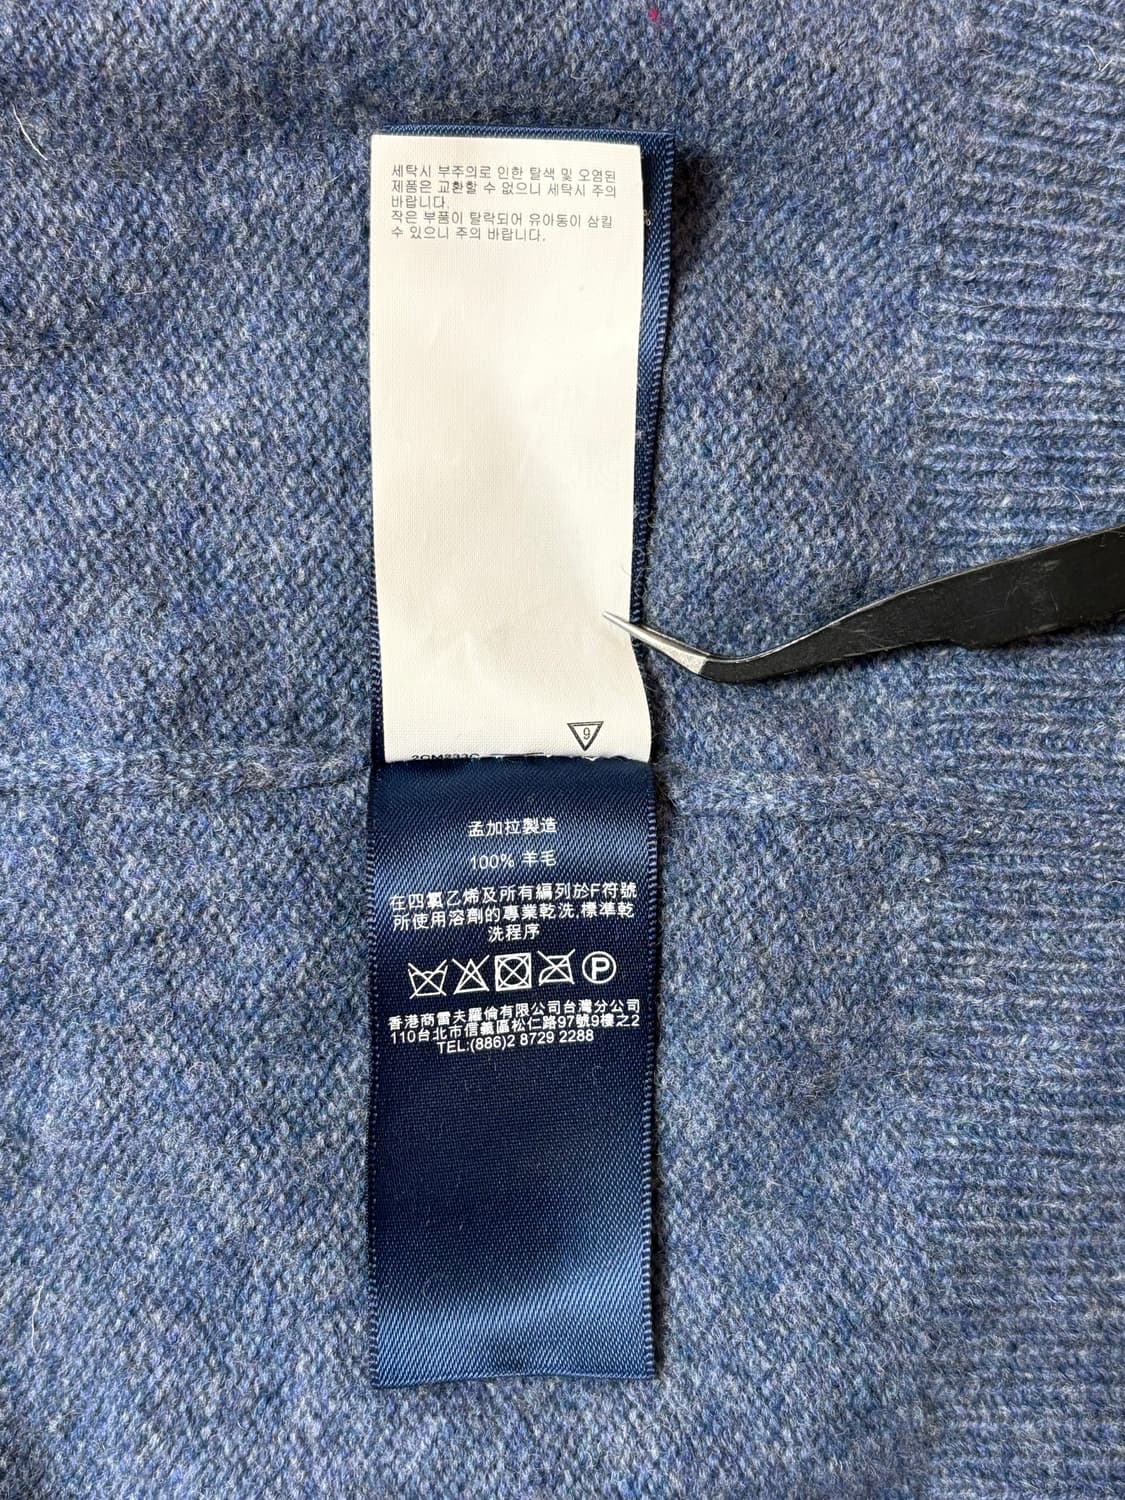 세탁시 부주의로 인한 탈색 및 오염된
제품은 교환할 수 없으니 세탁시 주의
바랍니다.
작은 부품이 탈락되어 유아동이 삼킬
수 있으니 주의 바랍니다.
9
孟加拉製造
100% 羊毛
在四氯乙烯及所有編列於F符號
所使用溶劑的專業乾洗,標準乾
洗程序
P
香港商雷夫羅倫有限公司台灣分公司
110台北市信義區松仁路97號9樓之2
TEL:(886)2 8729 2288